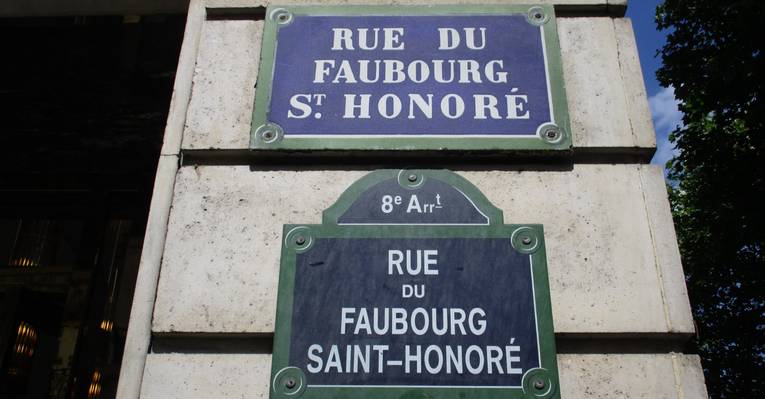 RUE DU
FAUBOURG
ST. HONORÉ
8e Arrt
RUE
DU
FAUBOURG
SAINT-HONORÉ